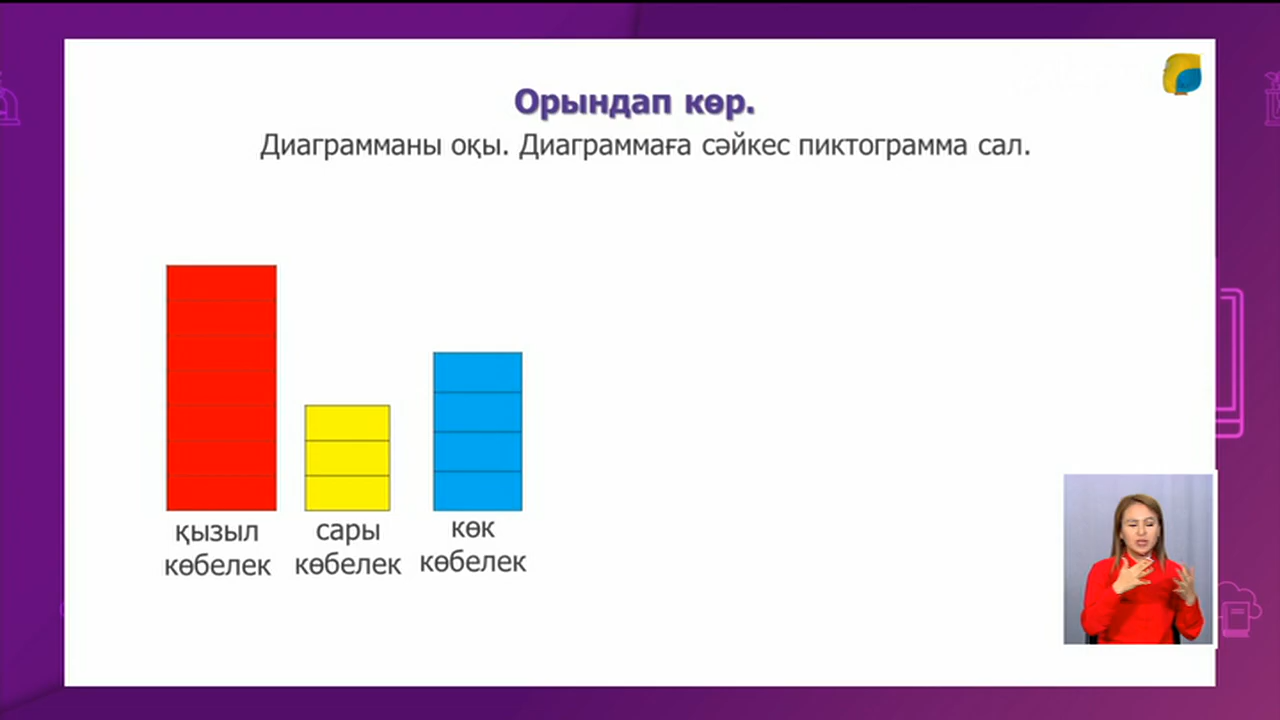 Орындап көр.
Диаграмманы оқы. Диаграммаға сәйкес пиктограмма сал.
қызыл
көбелек
сары
көбелек
көк
көбелек